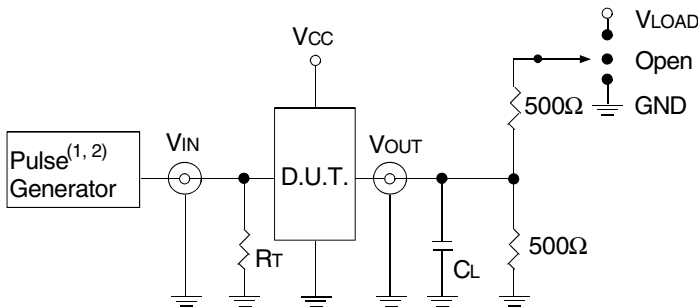 VLOAD
VCC
Open
500Ω
GND
Pulse(1, 2)
Generator
VIN
D.U.T.
VOUT
RT
CL
500Ω